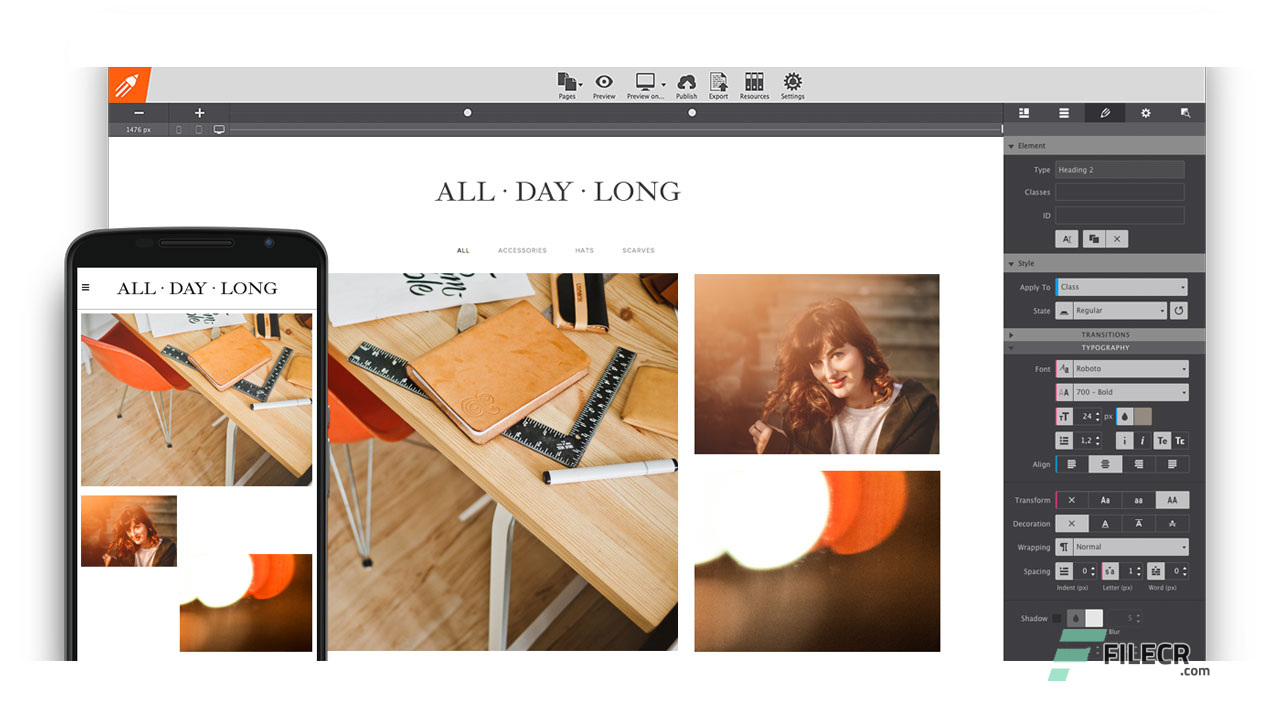 Pages
Preview
Preview on...
Publish
Export
Resources
Settings
1476 px
Element
Type Heading 2
Classes
ID
Style
Apply To Class
State Regular
TRANSITIONS
TYPOGRAPHY
Font Roboto
700 - Bold
24 px
1,2 i i Te Tc
Align
Transform Aa aa AA
Decoration A A A
Wrapping Normal
Spacing 0 1 0
Indent (px) Letter (px) Word (px)
Shadow 5
Blur
ALL · DAY · LONG
ALL ACCESSORIES HATS SCARVES
ALL · DAY · LONG
FILECR
.com